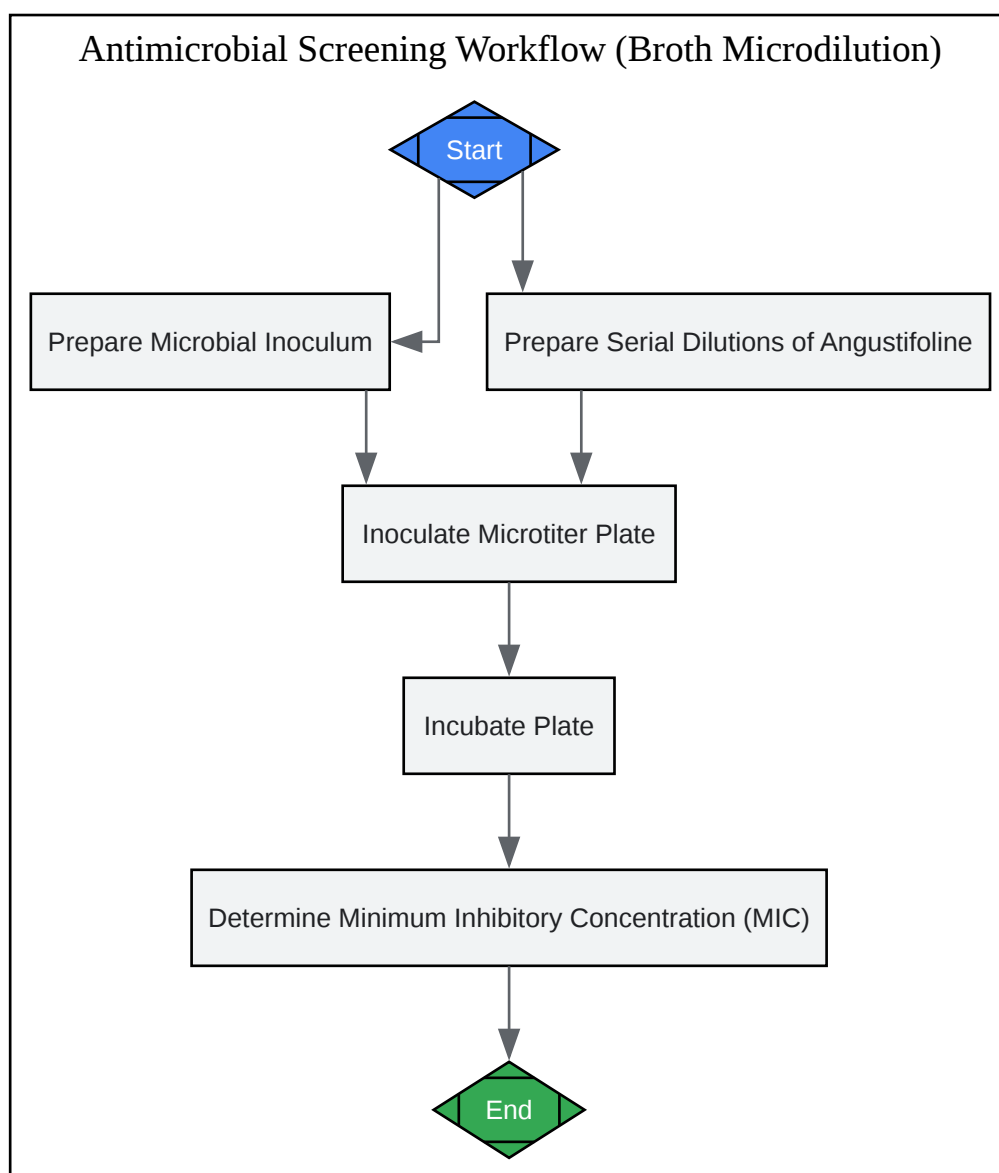 Antimicrobial Screening Workflow (Broth Microdilution)
Start
Prepare Microbial Inoculum
Prepare Serial Dilutions of Angustifoline
Inoculate Microtiter Plate
Incubate Plate
Determine Minimum Inhibitory Concentration (MIC)
End